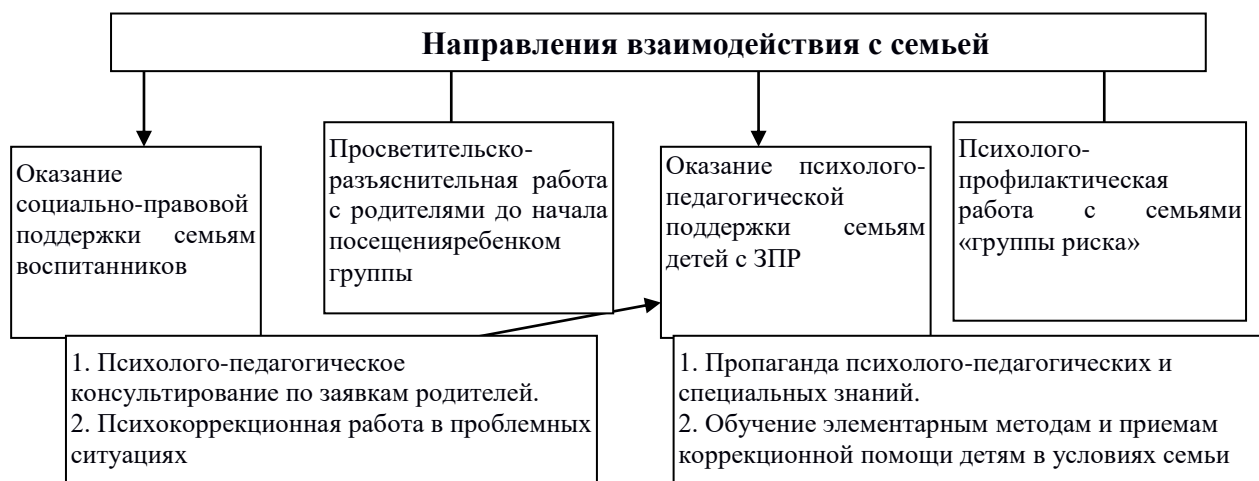 Направления взаимодействия с семьей
Оказание
социально-правовой
поддержки семьям
воспитанников
Просветительско-
разъяснительная работа
с родителями до начала
посещенияребенком
группы
Оказание психолого-
педагогической
поддержки семьям
детей с ЗПР
Психолого-
профилактическая
работа с семьями
«группы риска»
1. Психолого-педагогическое
консультирование по заявкам родителей.
2. Психокоррекционная работа в проблемных
ситуациях
1. Пропаганда психолого-педагогических и
специальных знаний.
2. Обучение элементарным методам и приемам
коррекционной помощи детям в условиях семьи